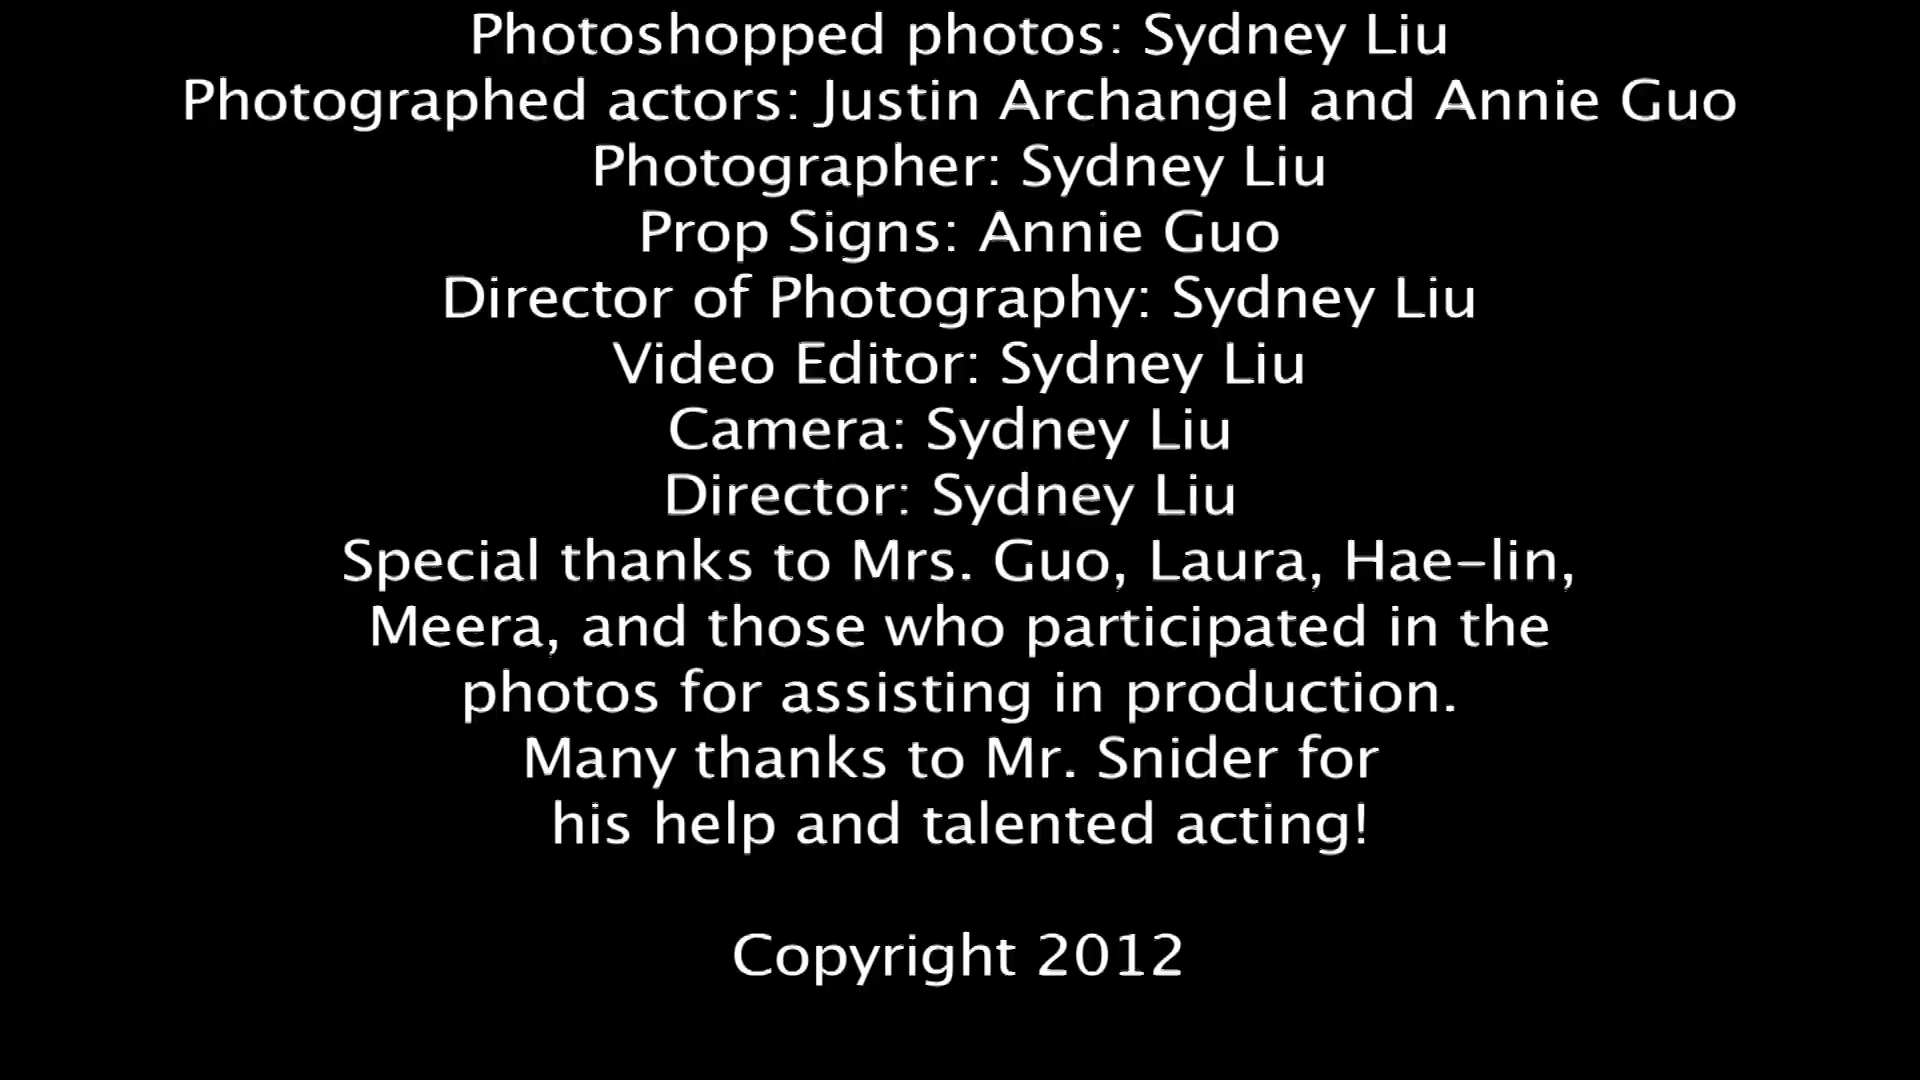 Photoshopped photos: Sydney Liu
Photographed actors: Justin Archangel and Annie Guo
Photographer: Sydney Liu
Prop Signs: Annie Guo
Director of Photography: Sydney Liu
Video Editor: Sydney Liu
Camera: Sydney Liu
Director: Sydney Liu
Special thanks to Mrs. Guo, Laura, Hae-lin,
Meera, and those who participated in the
photos for assisting in production.
Many thanks to Mr. Snider for
his help and talented acting!
Copyright 2012